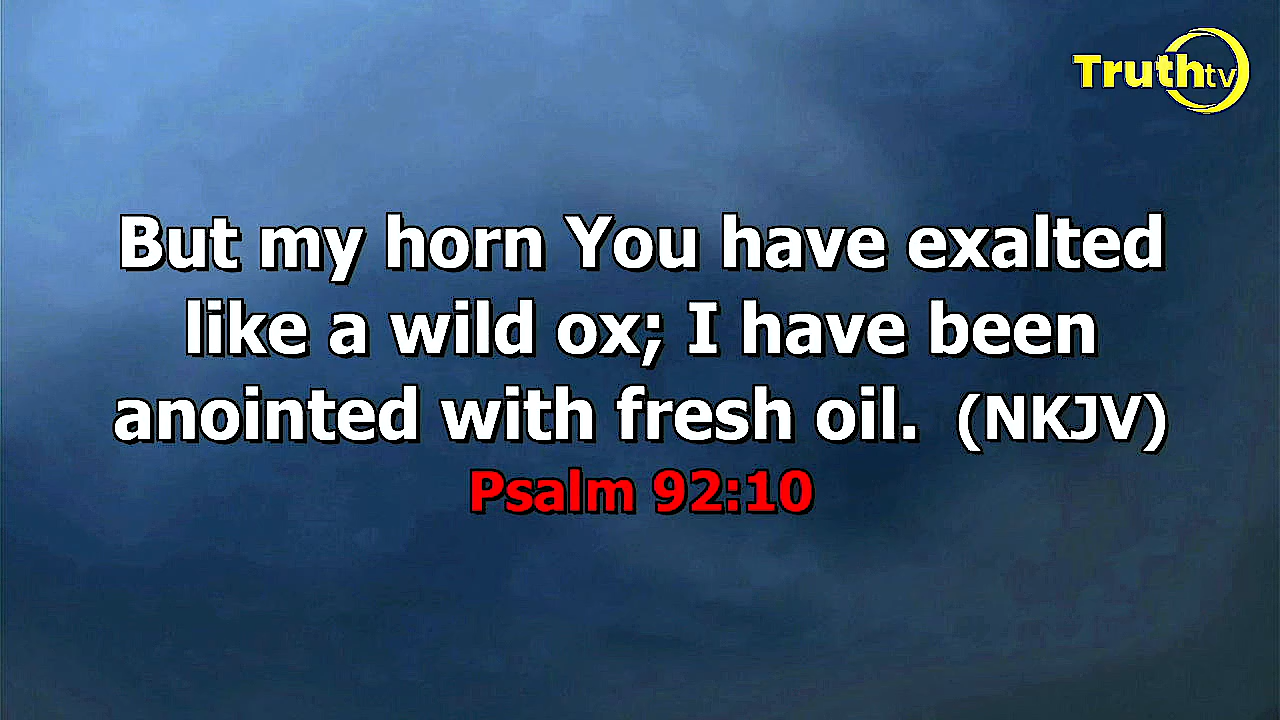 Truthtv
But my horn You have exalted
like a wild ox; I have been
anointed with fresh oil. (NKJV)
Psalm 92:10